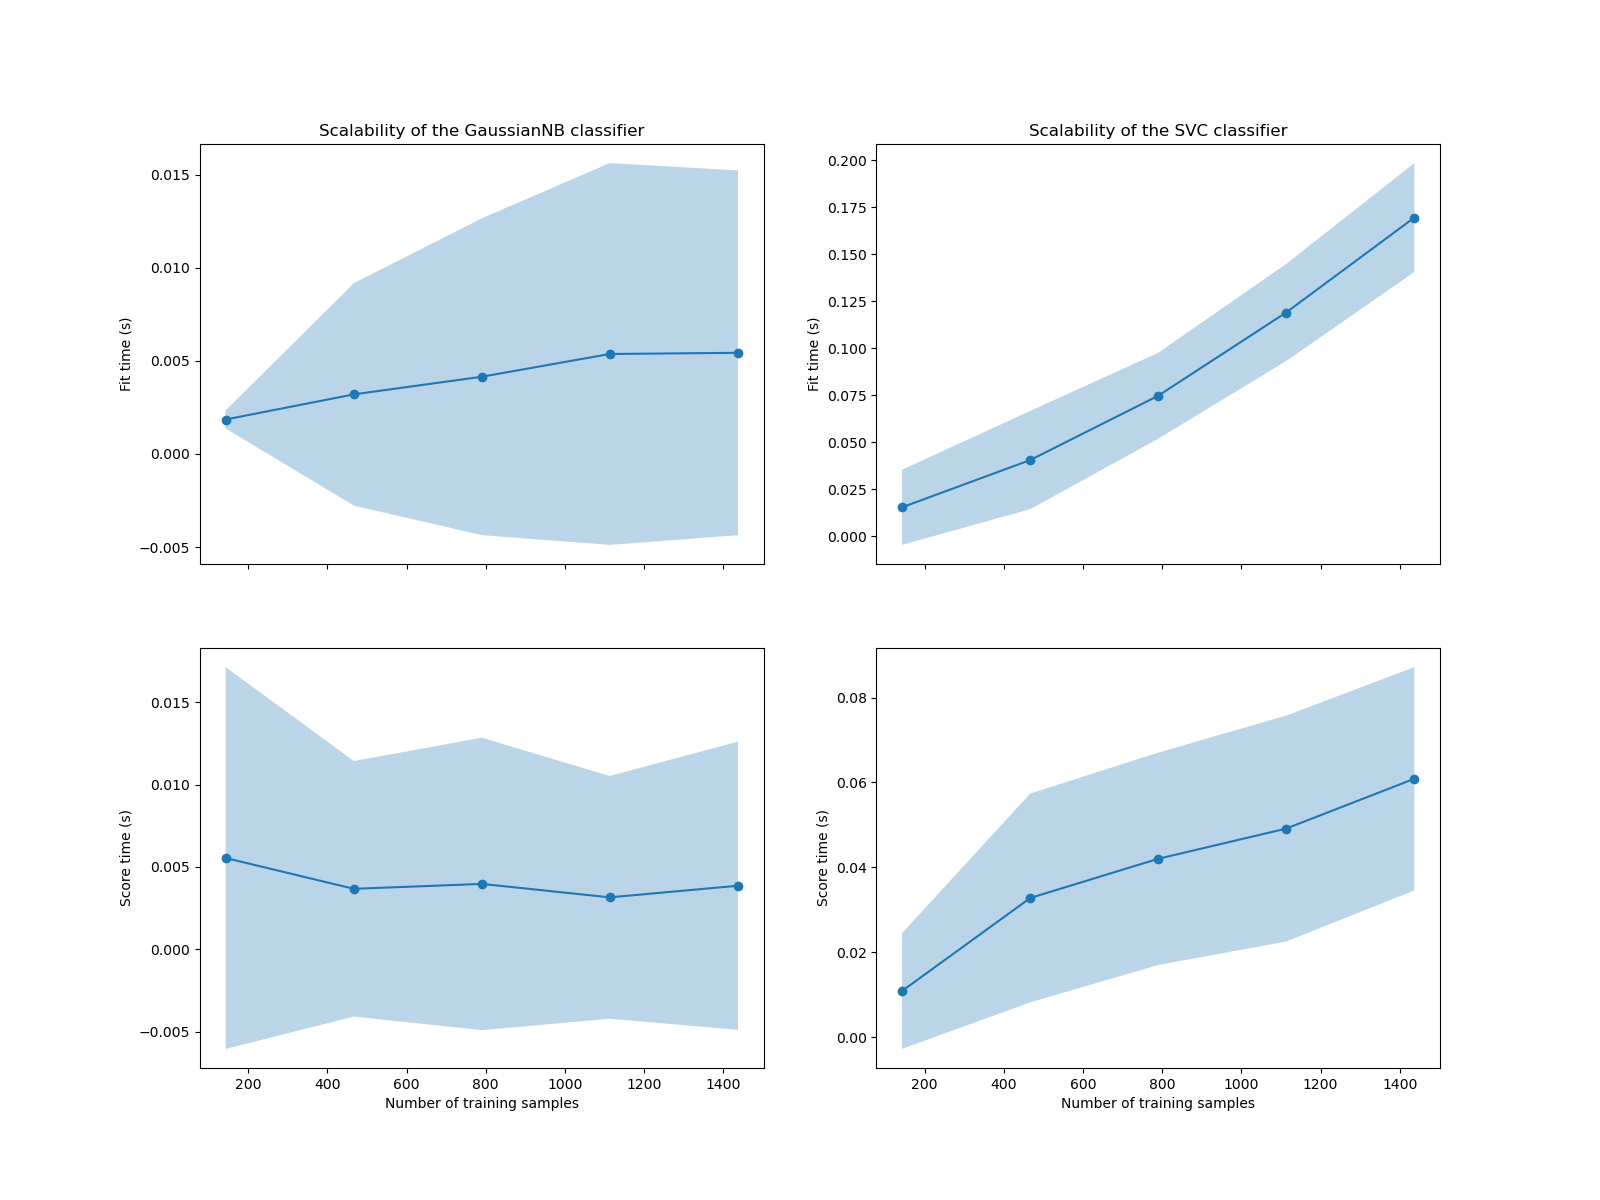 Scalability of the GaussianNB classifier
0.015
0.010
0.005
0.000
−0.005
Fit time (s)
Scalability of the SVC classifier
0.200
0.175
0.150
0.125
0.100
0.075
0.050
0.025
0.000
Fit time (s)
0.015
0.010
0.005
0.000
−0.005
Score time (s)
200 400 600 800 1000 1200 1400
Number of training samples
0.08
0.06
0.04
0.02
0.00
Score time (s)
200 400 600 800 1000 1200 1400
Number of training samples